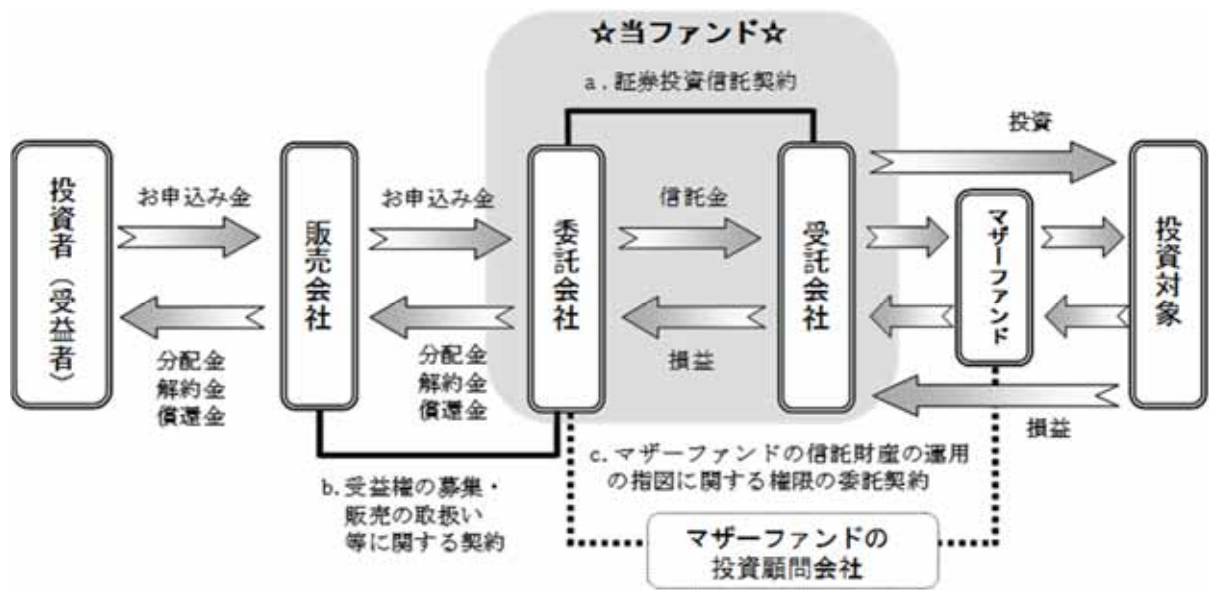 ☆当ファンド☆
a.証券投資信託契約
投資者（受益者）
お申込み金
分配金
解約金
償還金
販売会社
お申込み金
分配金
解約金
償還金
委託会社
信託金
損益
受託会社
投資
マザーファンド
損益
投資対象
b.受益権の募集・
販売の取扱い
等に関する契約
c.マザーファンドの信託財産の運用
の指図に関する権限の委託契約
マザーファンドの
投資顧問会社